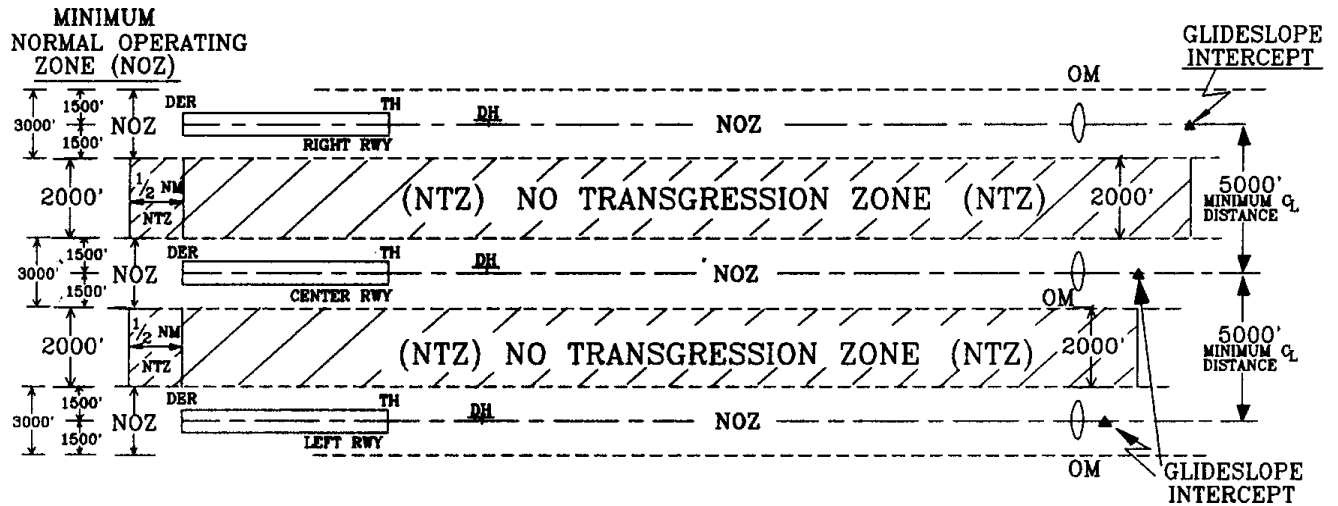 MINIMUM
NORMAL OPERATING
ZONE (NOZ)
GLIDESLOPE
INTERCEPT
OM
3000'
1500'
1500'
NOZ
DER
TH
DH
NOZ
RIGHT RWY
2000'
1/2 NM
NTZ
(NTZ) NO TRANSGRESSION ZONE (NTZ)
2000'
5000'
MINIMUM CL
DISTANCE
3000'
1500'
1500'
NOZ
DER
TH
DH
NOZ
CENTER RWY
OM
2000'
1/2 NM
NTZ
(NTZ) NO TRANSGRESSION ZONE (NTZ)
2000'
5000'
MINIMUM CL
DISTANCE
3000'
1500'
1500'
NOZ
DER
TH
DH
NOZ
LEFT RWY
OM
GLIDESLOPE
INTERCEPT